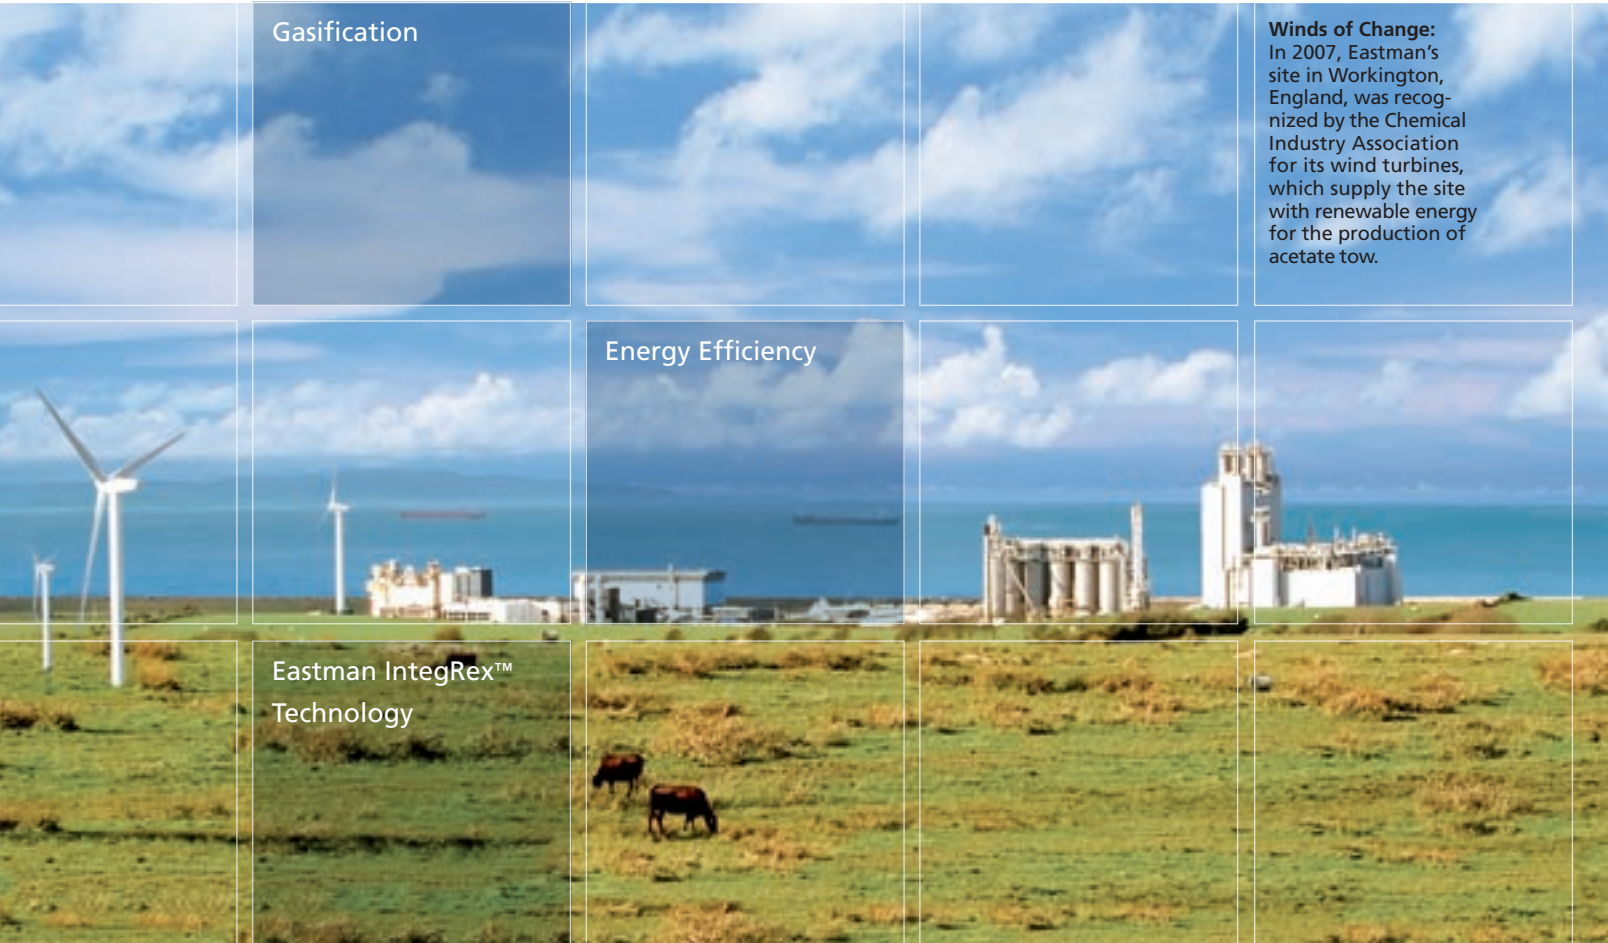 Gasification
Winds of Change:
In 2007, Eastman's
site in Workington,
England, was recog-
nized by the Chemical
Industry Association
for its wind turbines,
which supply the site
with renewable energy
for the production of
acetate tow.
Energy Efficiency
Eastman IntegRex™
Technology